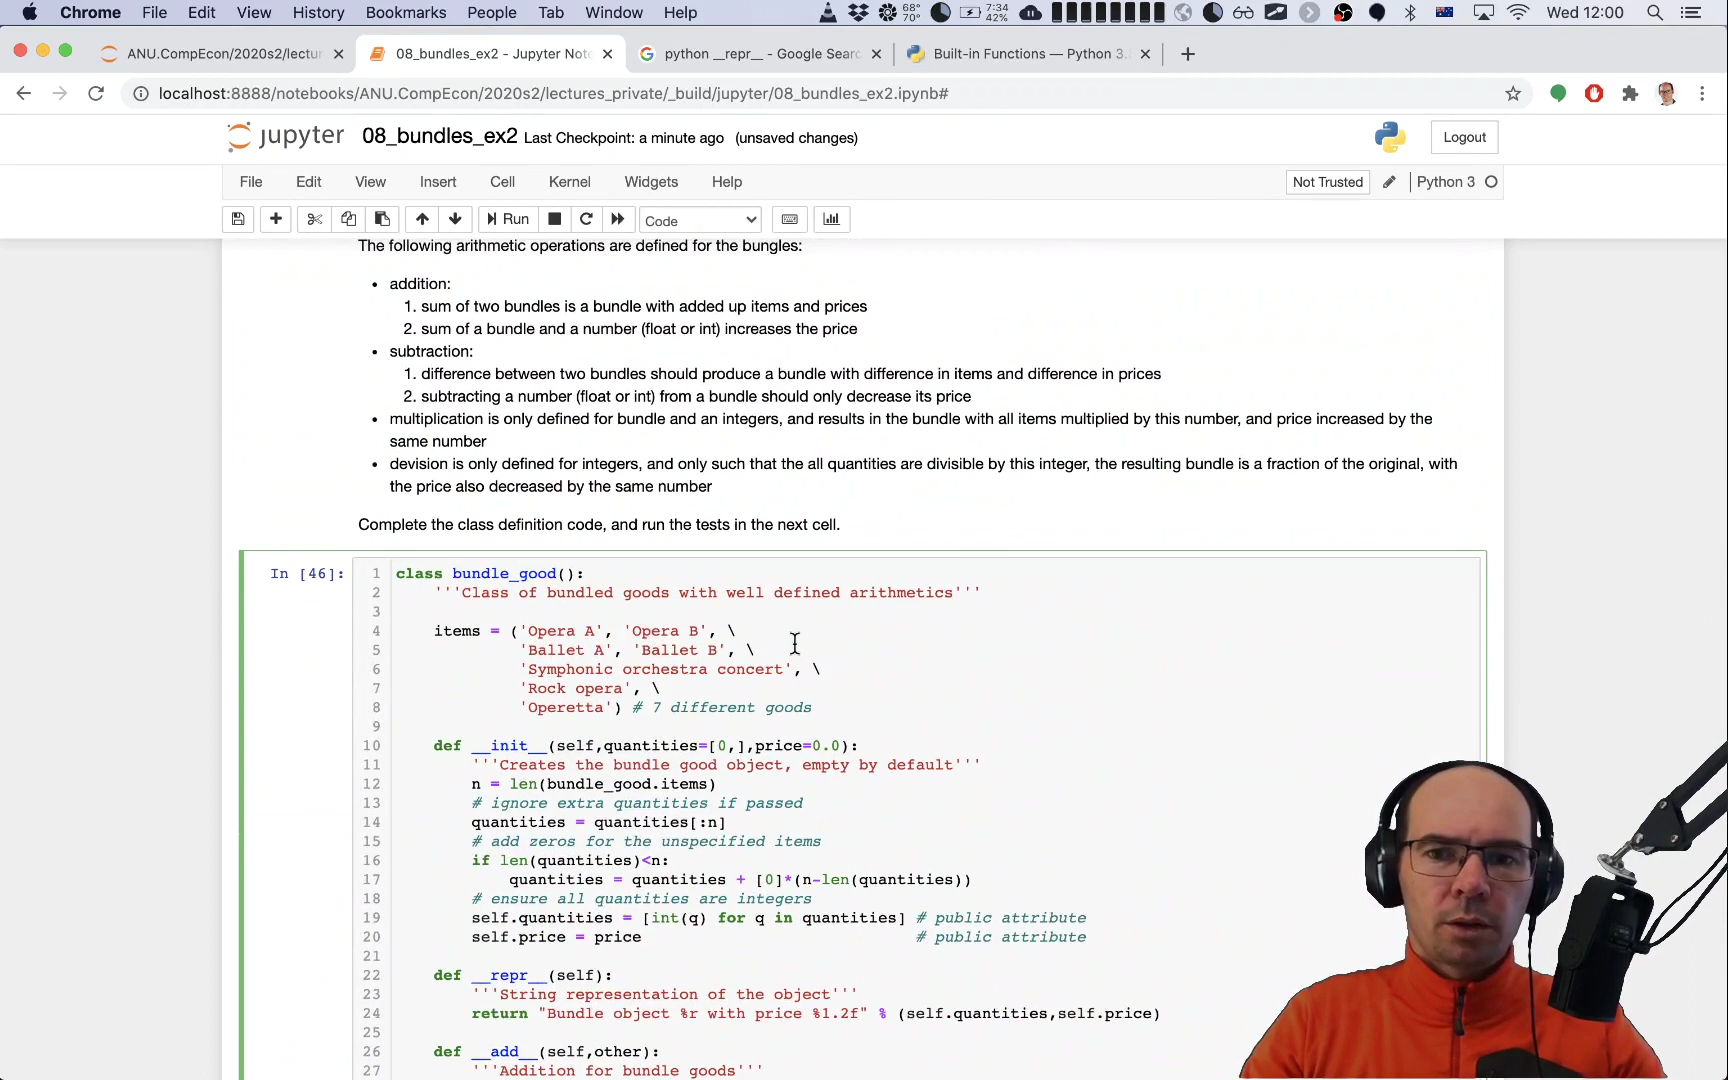 Chrome File Edit View History Bookmarks People Tab Window Help 68° 70° 7:34 42% Wed 12:00
ANU.CompEcon/2020s2/lectur 08_bundles_ex2 - Jupyter Note python __repr__ - Google Searc Built-in Functions — Python 3.
localhost:8888/notebooks/ANU.CompEcon/2020s2/lectures_private/_build/jupyter/08_bundles_ex2.ipynb#
jupyter 08_bundles_ex2 Last Checkpoint: a minute ago (unsaved changes) Logout
File Edit View Insert Cell Kernel Widgets Help Not Trusted Python 3
Run Code
The following arithmetic operations are defined for the bungles:
• addition:
1. sum of two bundles is a bundle with added up items and prices
2. sum of a bundle and a number (float or int) increases the price
• subtraction:
1. difference between two bundles should produce a bundle with difference in items and difference in prices
2. subtracting a number (float or int) from a bundle should only decrease its price
• multiplication is only defined for bundle and an integers, and results in the bundle with all items multiplied by this number, and price increased by the
same number
• devision is only defined for integers, and only such that the all quantities are divisible by this integer, the resulting bundle is a fraction of the original, with
the price also decreased by the same number
Complete the class definition code, and run the tests in the next cell.
In [46]: 1 class bundle_good():
2     '''Class of bundled goods with well defined arithmetics'''
3
4     items = ('Opera A', 'Opera B', \
5              'Ballet A', 'Ballet B', \
6              'Symphonic orchestra concert', \
7              'Rock opera', \
8              'Operetta') # 7 different goods
9
10     def __init__(self,quantities=[0,],price=0.0):
11         '''Creates the bundle good object, empty by default'''
12         n = len(bundle_good.items)
13         # ignore extra quantities if passed
14         quantities = quantities[:n]
15         # add zeros for the unspecified items
16         if len(quantities)<n:
17             quantities = quantities + [0]*(n-len(quantities))
18         # ensure all quantities are integers
19         self.quantities = [int(q) for q in quantities] # public attribute
20         self.price = price                             # public attribute
21
22     def __repr__(self):
23         '''String representation of the object'''
24         return "Bundle object %r with price %1.2f" % (self.quantities,self.price)
25
26     def __add__(self,other):
27         '''Addition for bundle goods'''